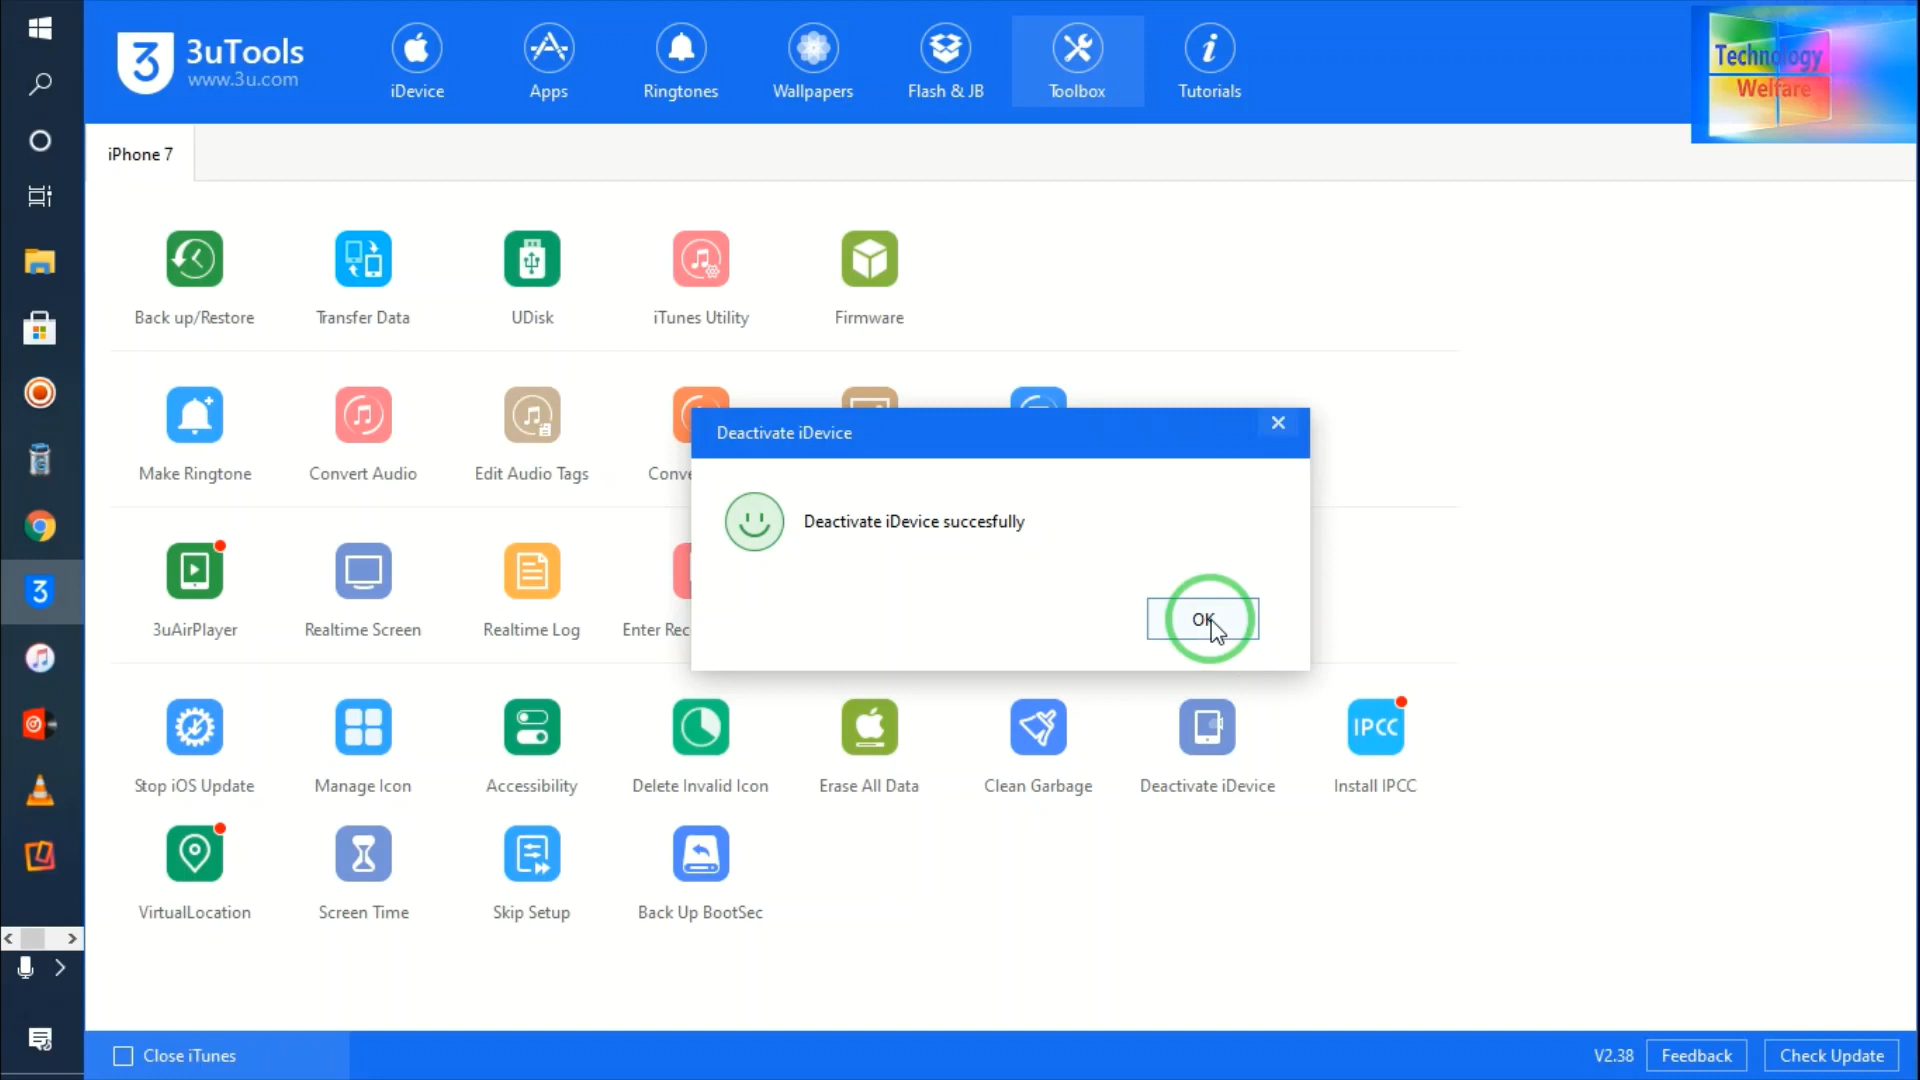 3uTools
www.3u.com
iDevice
Apps
Ringtones
Wallpapers
Flash & JB
Toolbox
Tutorials
Technology
Welfare
iPhone 7
Back up/Restore
Transfer Data
UDisk
iTunes Utility
Firmware
Make Ringtone
Convert Audio
Edit Audio Tags
Conve
Deactivate iDevice
Deactivate iDevice succesfully
OK
3uAirPlayer
Realtime Screen
Realtime Log
Enter Rec
Stop iOS Update
Manage Icon
Accessibility
Delete Invalid Icon
Erase All Data
Clean Garbage
Deactivate iDevice
IPCC
Install IPCC
VirtualLocation
Screen Time
Skip Setup
Back Up BootSec
Close iTunes
V2.38
Feedback
Check Update